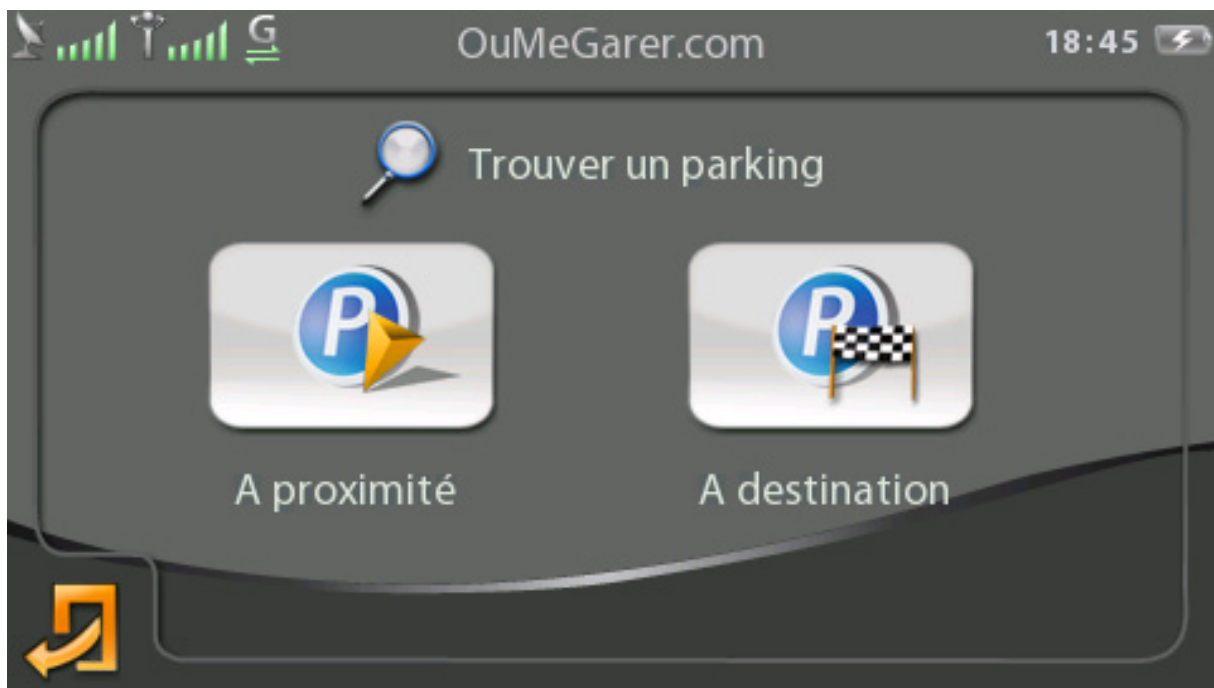 G
OuMeGarer.com
18:45
Trouver un parking
P
P
A proximité
A destination